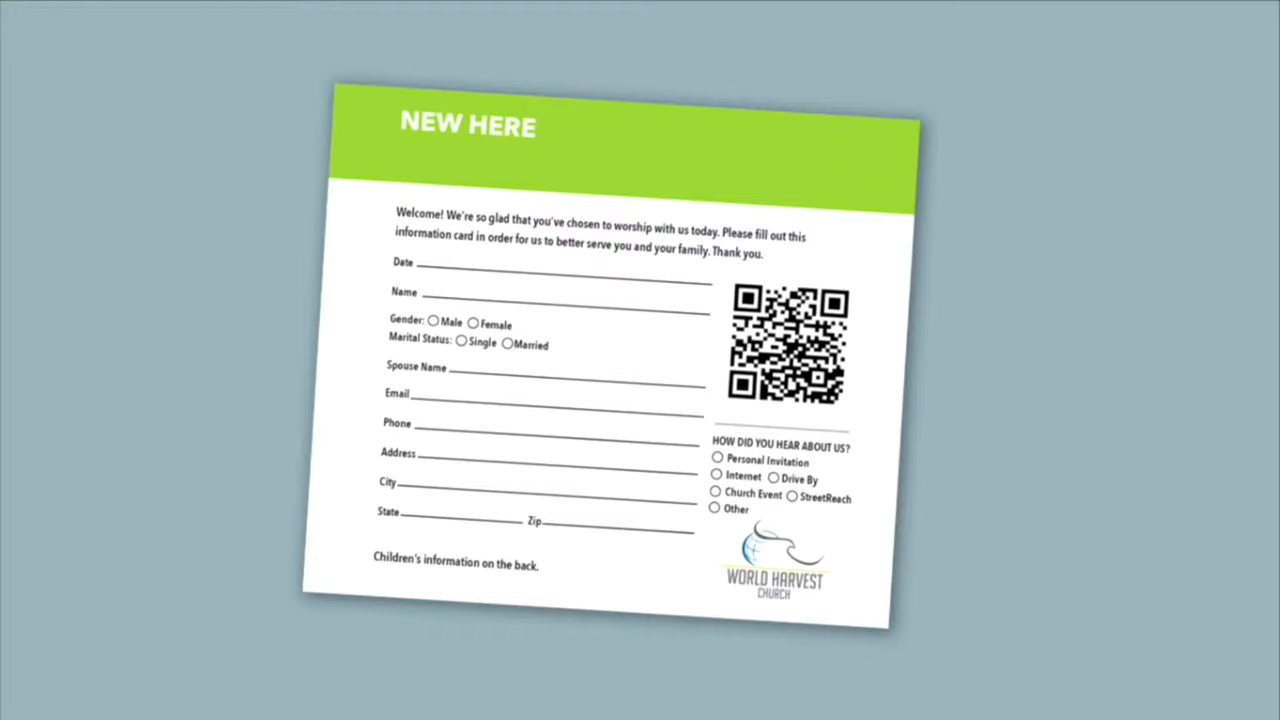 NEW HERE
Welcome! We're so glad that you've chosen to worship with us today. Please fill out this
information card in order for us to better serve you and your family. Thank you.
Date
Name
Gender: Male Female
Marital Status: Single Married
Spouse Name
Email
Phone
Address
City
State Zip
Children's information on the back.
HOW DID YOU HEAR ABOUT US?
Personal Invitation
Internet Drive By
Church Event StreetReach
Other
WORLD HARVEST
CHURCH